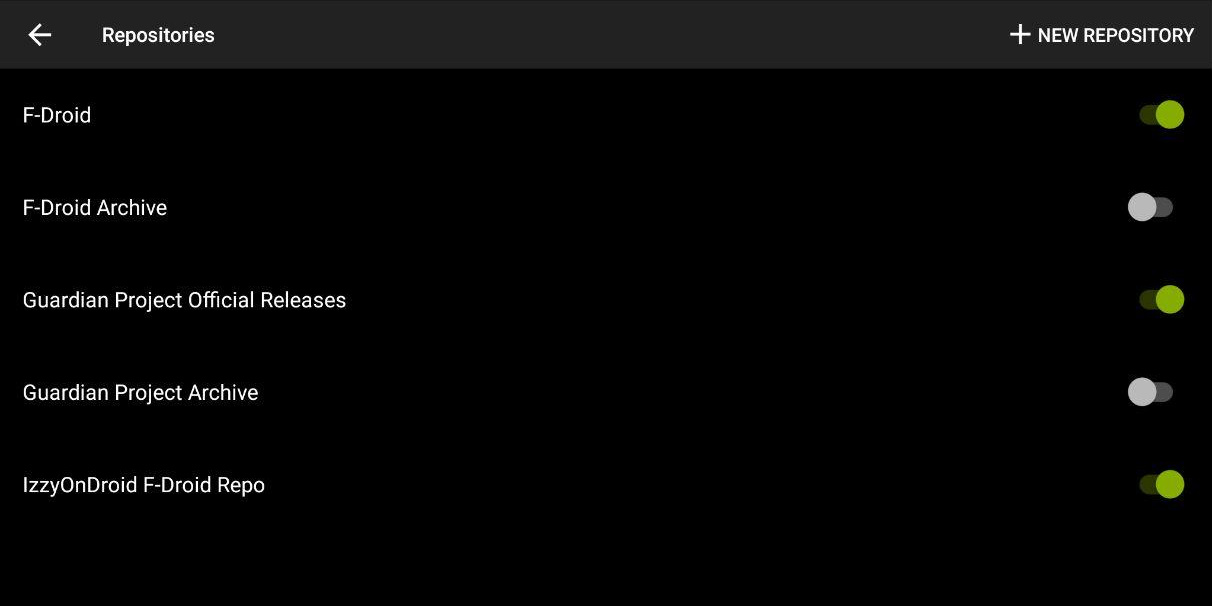 Repositories
+ NEW REPOSITORY
F-Droid
F-Droid Archive
Guardian Project Official Releases
Guardian Project Archive
IzzyOnDroid F-Droid Repo